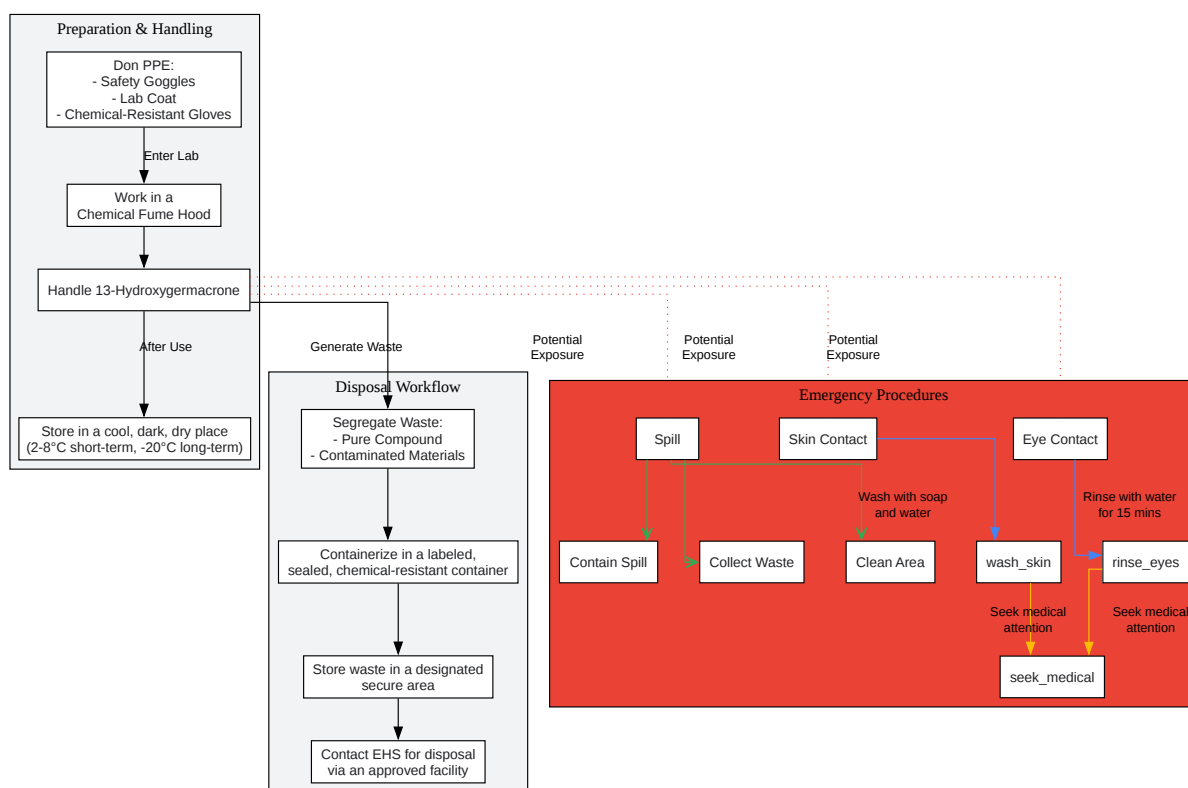 Preparation & Handling
Don PPE:
- Safety Goggles
- Lab Coat
- Chemical-Resistant Gloves
Enter Lab
Work in a
Chemical Fume Hood
Handle 13-Hydroxygermacrone
After Use
Store in a cool, dark, dry place
(2-8°C short-term, -20°C long-term)
Generate Waste
Disposal Workflow
Segregate Waste:
- Pure Compound
- Contaminated Materials
Containerize in a labeled,
sealed, chemical-resistant container
Store waste in a designated
secure area
Contact EHS for disposal
via an approved facility
Potential
Exposure
Potential
Exposure
Potential
Exposure
Emergency Procedures
Spill
Skin Contact
Eye Contact
Wash with soap
and water
Rinse with water
for 15 mins
Contain Spill
Collect Waste
Clean Area
wash_skin
rinse_eyes
Seek medical
attention
Seek medical
attention
seek_medical